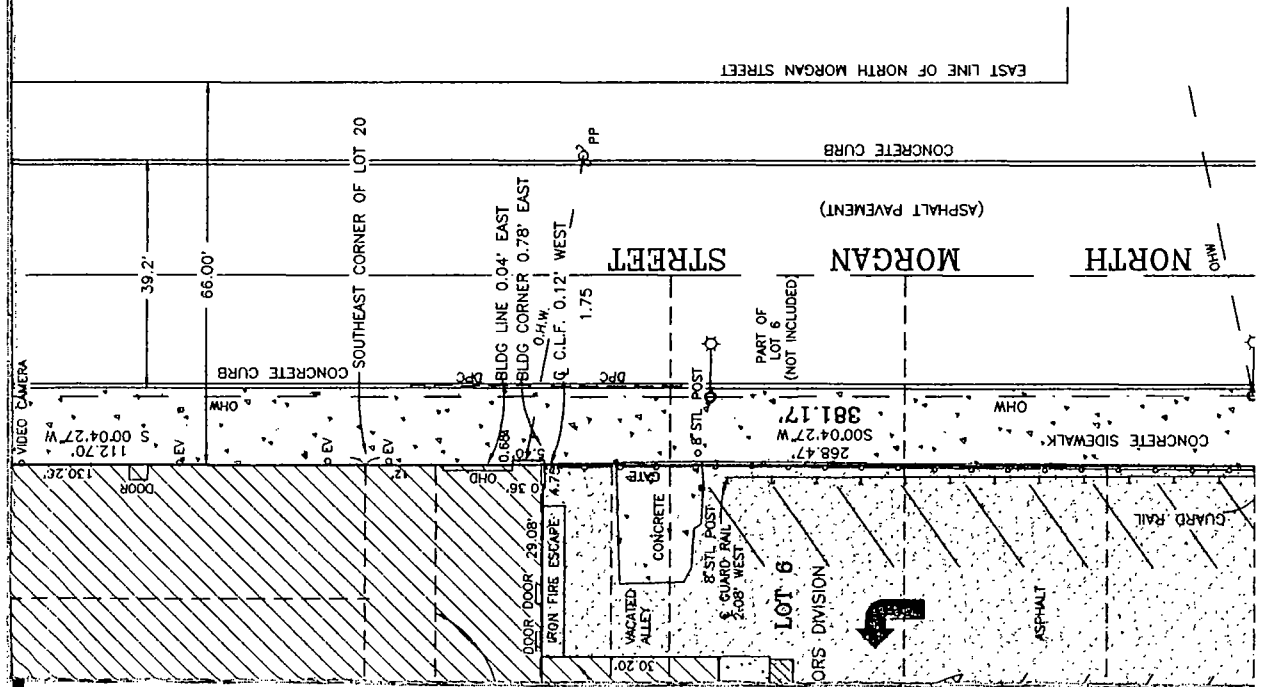 EAST LINE OF NORTH MORGAN STREET
CONCRETE CURB
PP
(ASPHALT PAVEMENT)
NORTH MORGAN STREET
OHW
39.2'
66.00'
SOUTHEAST CORNER OF LOT 20
BLDG LINE 0.04' EAST
BLDG CORNER 0.78' EAST
O.H.W.
C.L.F. 0.12' WEST
1.75
PART OF
LOT 6
(NOT INCLUDED)
VIDEO CAMERA
CONCRETE CURB
DPC
DPC
OHW
OHW
S 00°04'27" W
112.70'
EV
EV
EV
0.68'
8" STL POST
268.47'
S00°04'27"W
381.17'
CONCRETE SIDEWALK
130.26'
DOOR
12'
OHD
0.36'
4.78'
GATE
GUARD RAIL
DOOR
DOOR
29.08'
IRON FIRE ESCAPE
CONCRETE
VACATED
ALLEY
8" STL POST
℄ GUARD RAIL
2.08' WEST
LOT 6
ORS DIVISION
30.20'
ASPHALT